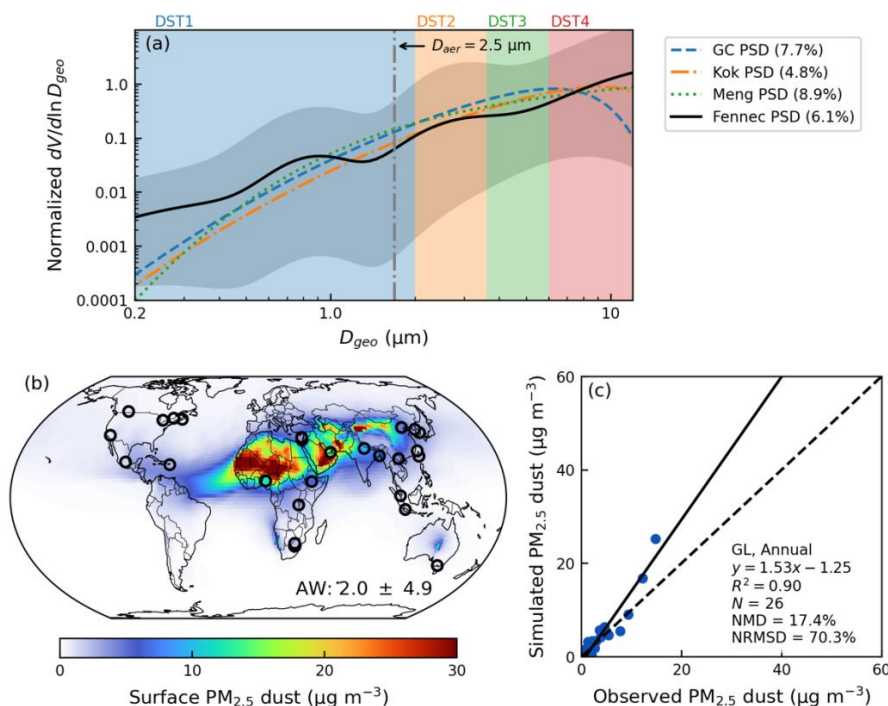 DST1 DST2 DST3 DST4
(a)
D_aer = 2.5 µm
Normalized dV/dln D_geo
1.0
0.1
0.01
0.001
0.0001
0.2 1.0 10
D_geo (µm)
GC PSD (7.7%)
Kok PSD (4.8%)
Meng PSD (8.9%)
Fennec PSD (6.1%)
(b)
AW: 2.0 ± 4.9
0 10 20 30
Surface PM₂.₅ dust (µg m⁻³)
(c)
Simulated PM₂.₅ dust (µg m⁻³)
60
40
20
0
GL, Annual
y = 1.53x − 1.25
R² = 0.90
N = 26
NMD = 17.4%
NRMSD = 70.3%
0 20 40 60
Observed PM₂.₅ dust (µg m⁻³)